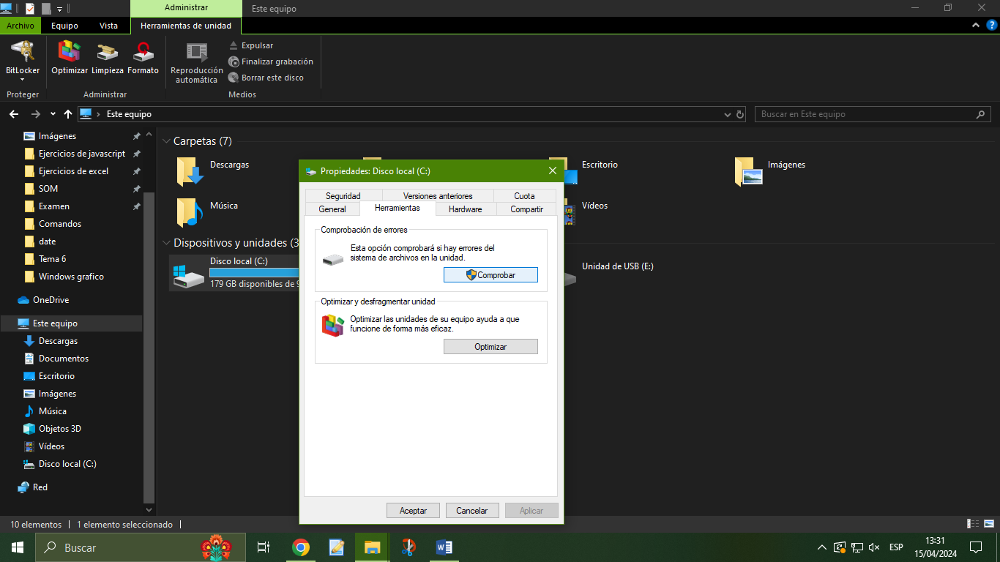 Administrar
Este equipo
Archivo
Equipo
Vista
Herramientas de unidad
BitLocker
Optimizar
Limpieza
Formato
Reproducción
automática
Expulsar
Finalizar grabación
Borrar este disco
Proteger
Administrar
Medios
Este equipo
Buscar en Este equipo
Imágenes
Ejercicios de javascript
Ejercicios de excel
SOM
Examen
Comandos
date
Tema 6
Windows grafico
OneDrive
Este equipo
Descargas
Documentos
Escritorio
Imágenes
Música
Objetos 3D
Vídeos
Disco local (C:)
Red
Carpetas (7)
Descargas
Escritorio
Imágenes
Música
Vídeos
Dispositivos y unidades (3
Disco local (C:)
179 GB disponibles de 9
Unidad de USB (E:)
Propiedades: Disco local (C:)
Seguridad
Versiones anteriores
Cuota
General
Herramientas
Hardware
Compartir
Comprobación de errores
Esta opción comprobará si hay errores del
sistema de archivos en la unidad.
Comprobar
Optimizar y desfragmentar unidad
Optimizar las unidades de su equipo ayuda a que
funcione de forma más eficaz.
Optimizar
Aceptar
Cancelar
Aplicar
10 elementos
1 elemento seleccionado
Buscar
ESP
13:31
15/04/2024